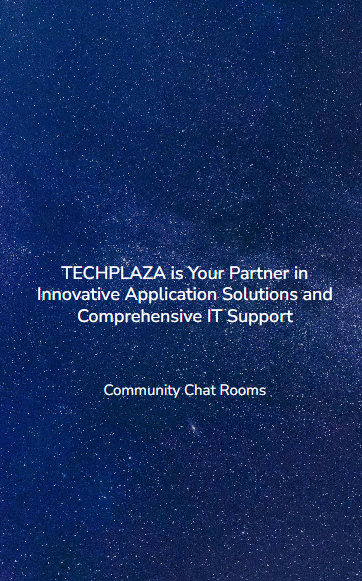 TECHPLAZA is Your Partner in
Innovative Application Solutions and
Comprehensive IT Support
Community Chat Rooms